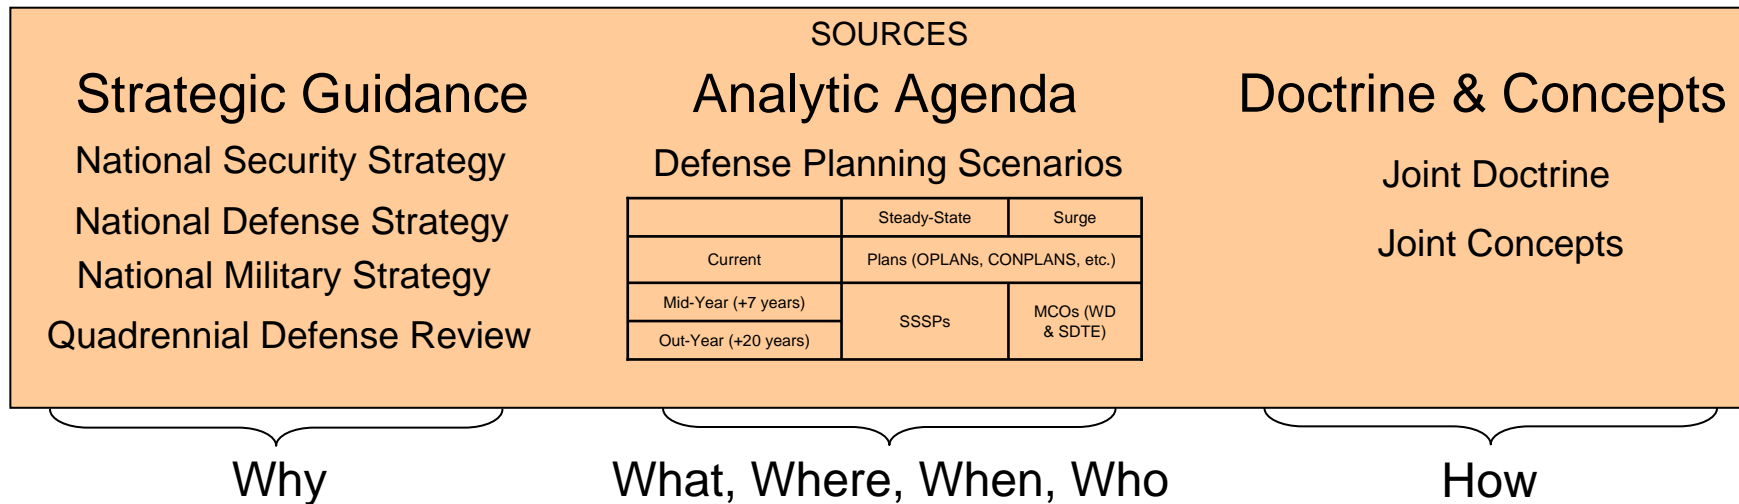 SOURCES
Strategic Guidance
National Security Strategy
National Defense Strategy
National Military Strategy
Quadrennial Defense Review
Analytic Agenda
Defense Planning Scenarios
Steady-State Surge
Current Plans (OPLANs, CONPLANS, etc.)
Mid-Year (+7 years)
Out-Year (+20 years)
SSSPs
MCOs (WD
& SDTE)
Doctrine & Concepts
Joint Doctrine
Joint Concepts
Why
What, Where, When, Who
How